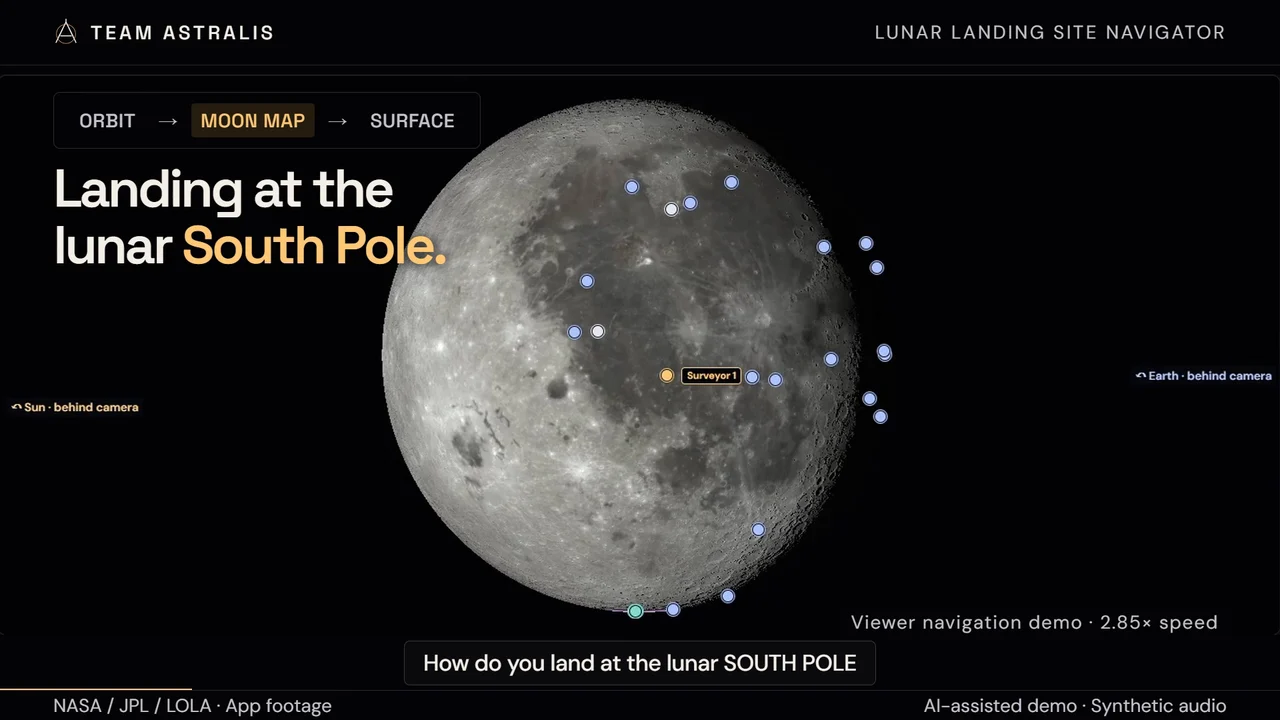 TEAM ASTRALIS
LUNAR LANDING SITE NAVIGATOR
ORBIT → MOON MAP → SURFACE
Landing at the
lunar South Pole.
Surveyor 1
↶ Earth · behind camera
↶ Sun · behind camera
Viewer navigation demo · 2.85× speed
How do you land at the lunar SOUTH POLE
NASA / JPL / LOLA · App footage
AI-assisted demo · Synthetic audio